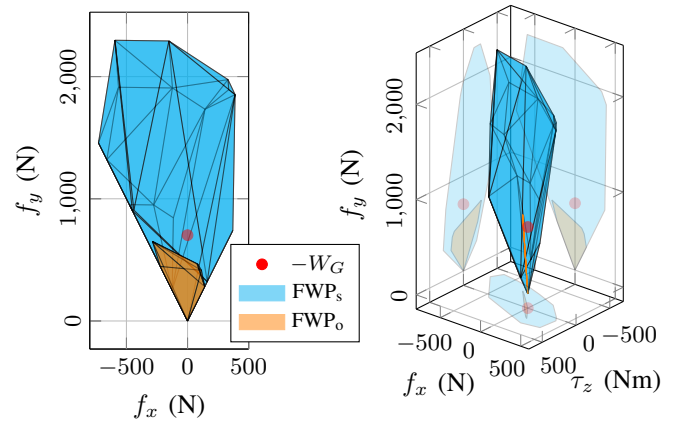 2,000
1,000
0
f_y (N)
−500 0 500
f_x (N)
−W_G
FWP_s
FWP_o
2,000
1,000
0
f_y (N)
−500
0
500
f_x (N)
−500
0
500
τ_z (Nm)